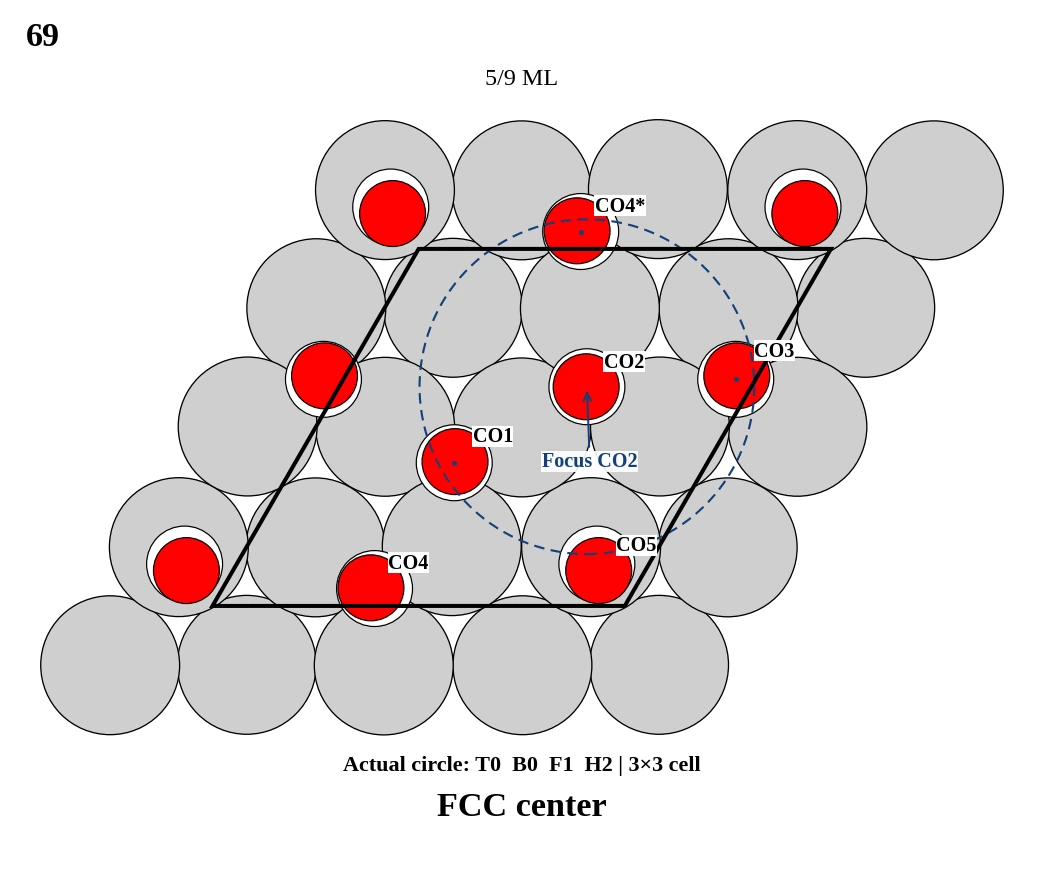 69
5/9 ML
CO4*
CO3
CO2
CO1
Focus CO2
CO5
CO4
Actual circle: T0 B0 F1 H2 | 3×3 cell
FCC center